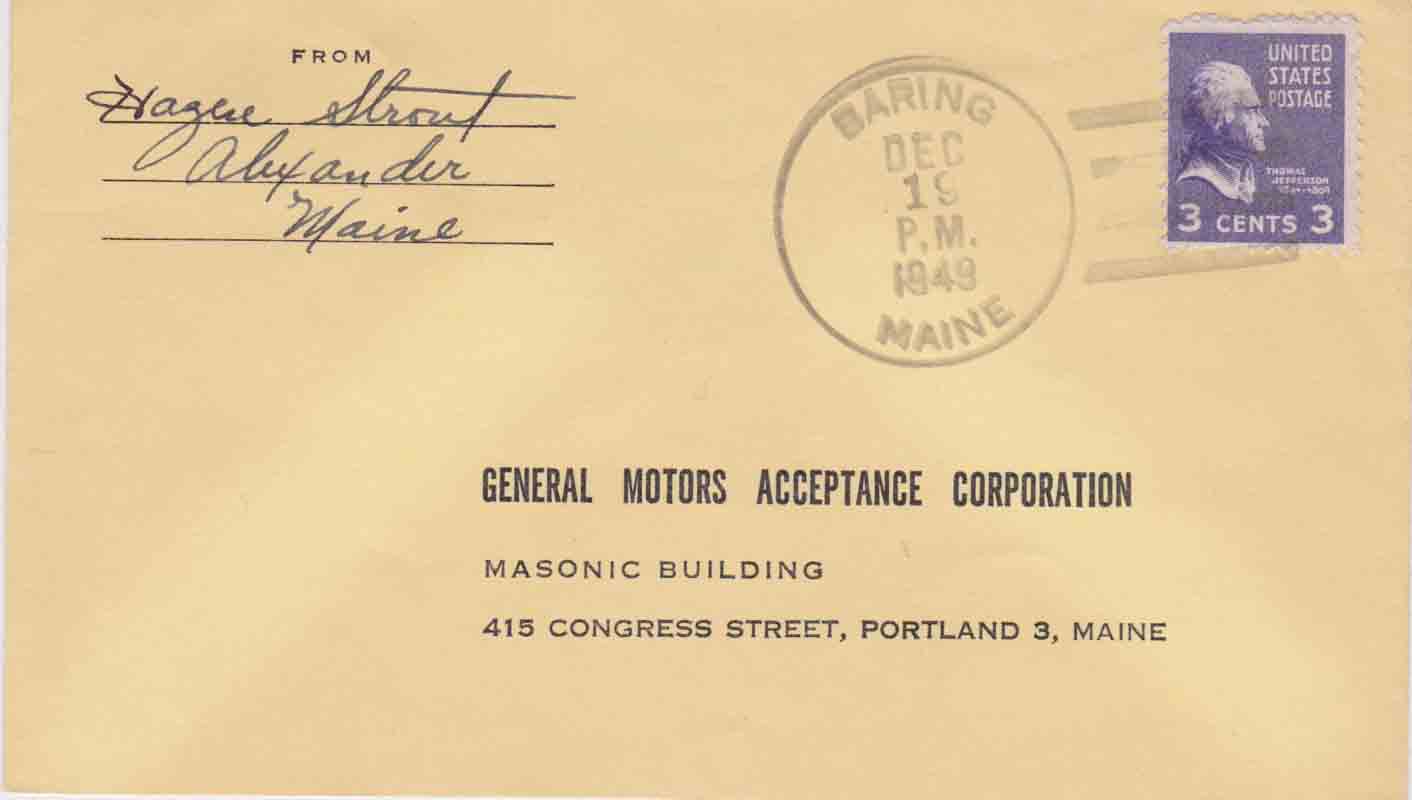 FROM
Strout
Alexander
Maine
BARING
DEC
19
P.M.
1949
MAINE
UNITED
STATES
POSTAGE
THOMAS
JEFFERSON
3 CENTS 3
GENERAL MOTORS ACCEPTANCE CORPORATION
MASONIC BUILDING
415 CONGRESS STREET, PORTLAND 3, MAINE